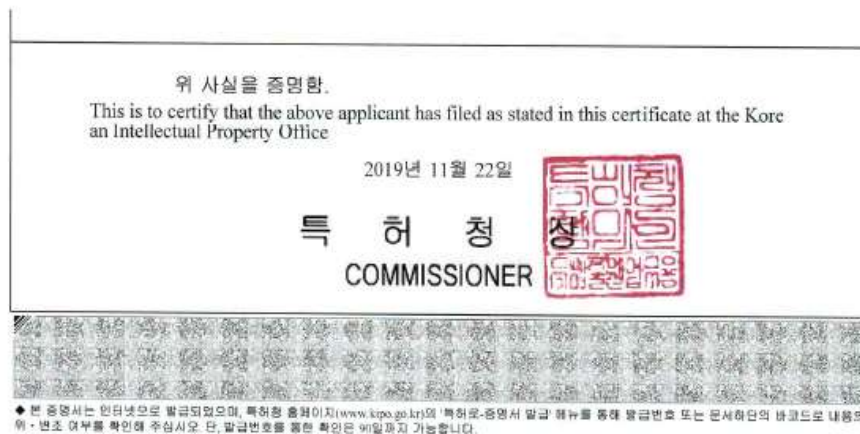 위 사실을 증명함.
This is to certify that the above applicant has filed as stated in this certificate at the Kore
an Intellectual Property Office
2019년 11월 22일
특 허 청 장
COMMISSIONER
◆ 본 증명서는 인터넷으로 발급되었으며, 특허청 홈페이지(www.kipo.go.kr)의 '특허로-증명서 발급' 메뉴를 통해 발급번호 또는 문서하단의 바코드로 내용의
위·변조 여부를 확인해 주십시오. 단, 발급번호를 통한 확인은 90일까지 가능합니다.